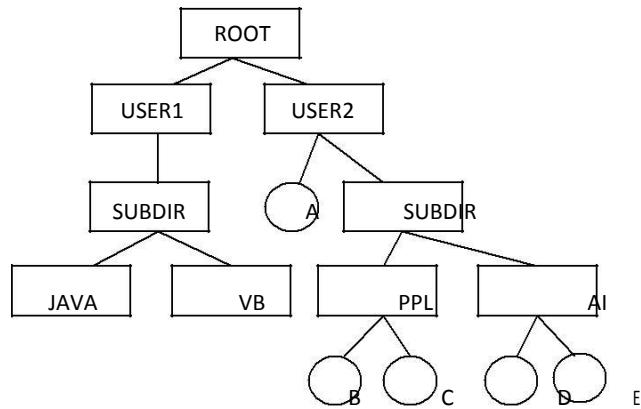 ROOT
USER1 USER2
SUBDIR A SUBDIR
JAVA VB PPL AI
B C D E